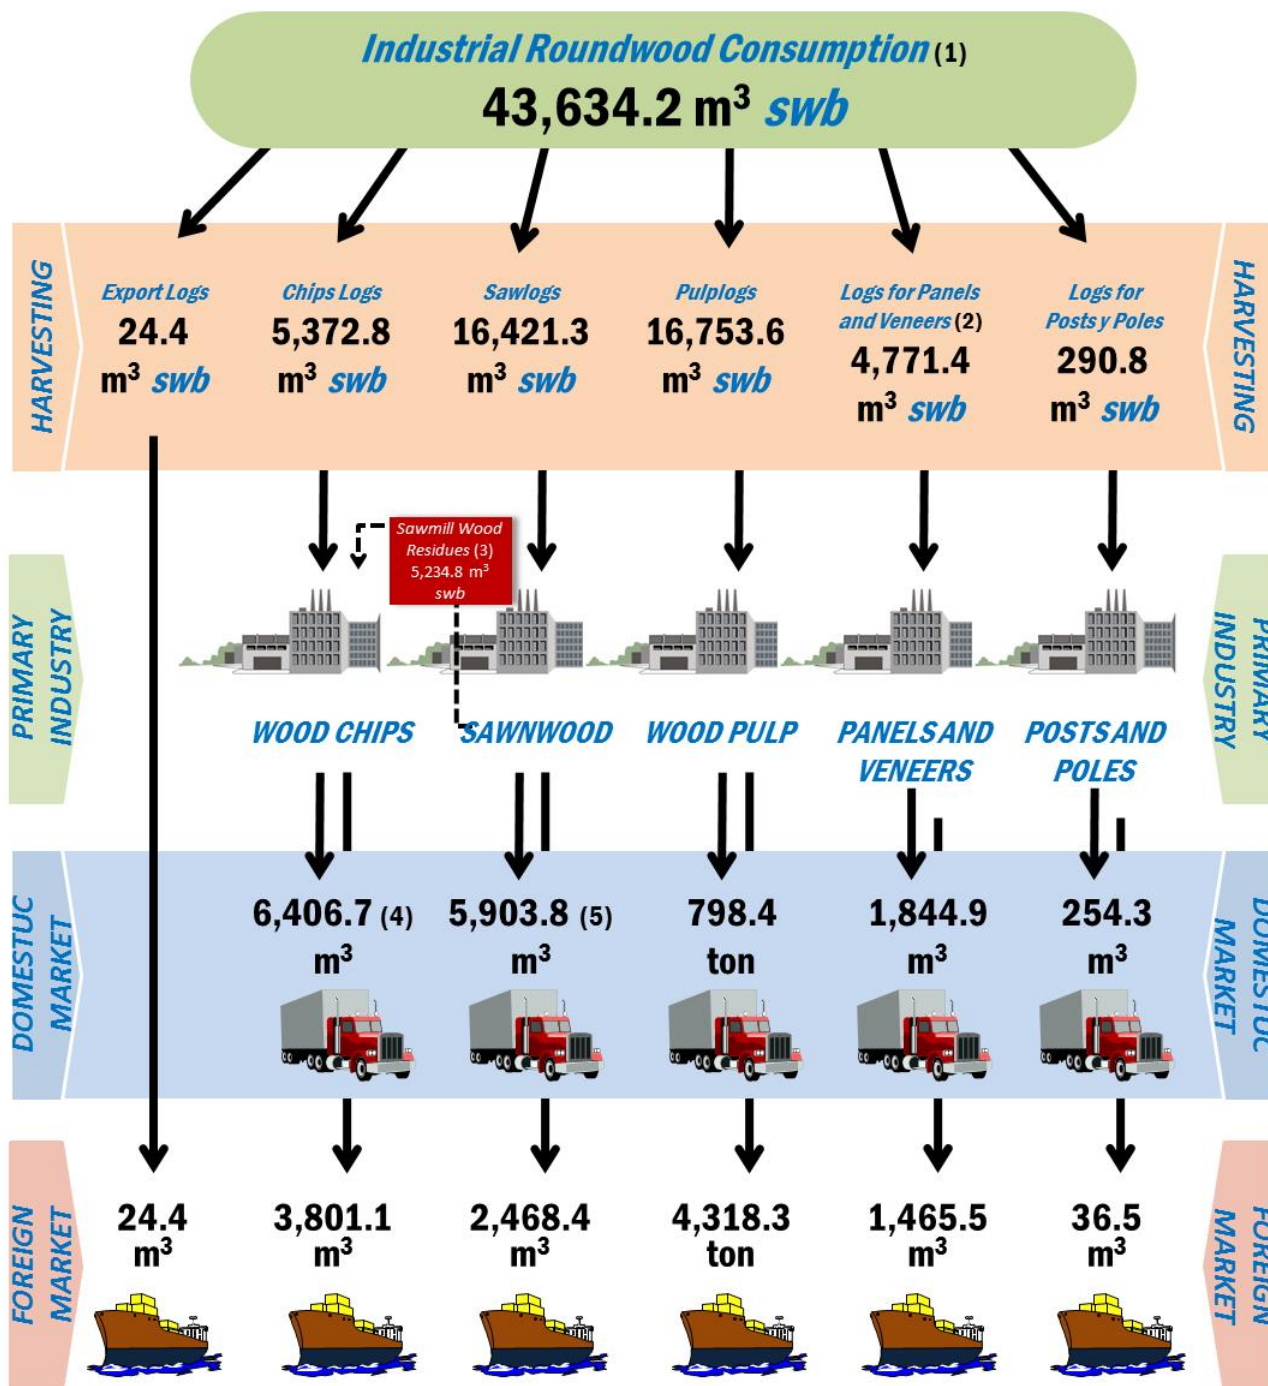 Industrial Roundwood Consumption (1)
43,634.2 m³ swb
HARVESTING
Export Logs
24.4
m³ swb
Chips Logs
5,372.8
m³ swb
Sawlogs
16,421.3
m³ swb
Pulplogs
16,753.6
m³ swb
Logs for Panels
and Veneers (2)
4,771.4
m³ swb
Logs for
Posts y Poles
290.8
m³ swb
HARVESTING
PRIMARY
INDUSTRY
Sawmill Wood
Residues (3)
5,234.8 m³
swb
WOOD CHIPS
SAWNWOOD
WOOD PULP
PANELS AND
VENEERS
POSTS AND
POLES
PRIMARY
INDUSTRY
DOMESTUC
MARKET
6,406.7 (4)
m³
5,903.8 (5)
m³
798.4
ton
1,844.9
m³
254.3
m³
DOMESTUC
MARKET
FOREIGN
MARKET
24.4
m³
3,801.1
m³
2,468.4
m³
4,318.3
ton
1,465.5
m³
36.5
m³
FOREIGN
MARKET